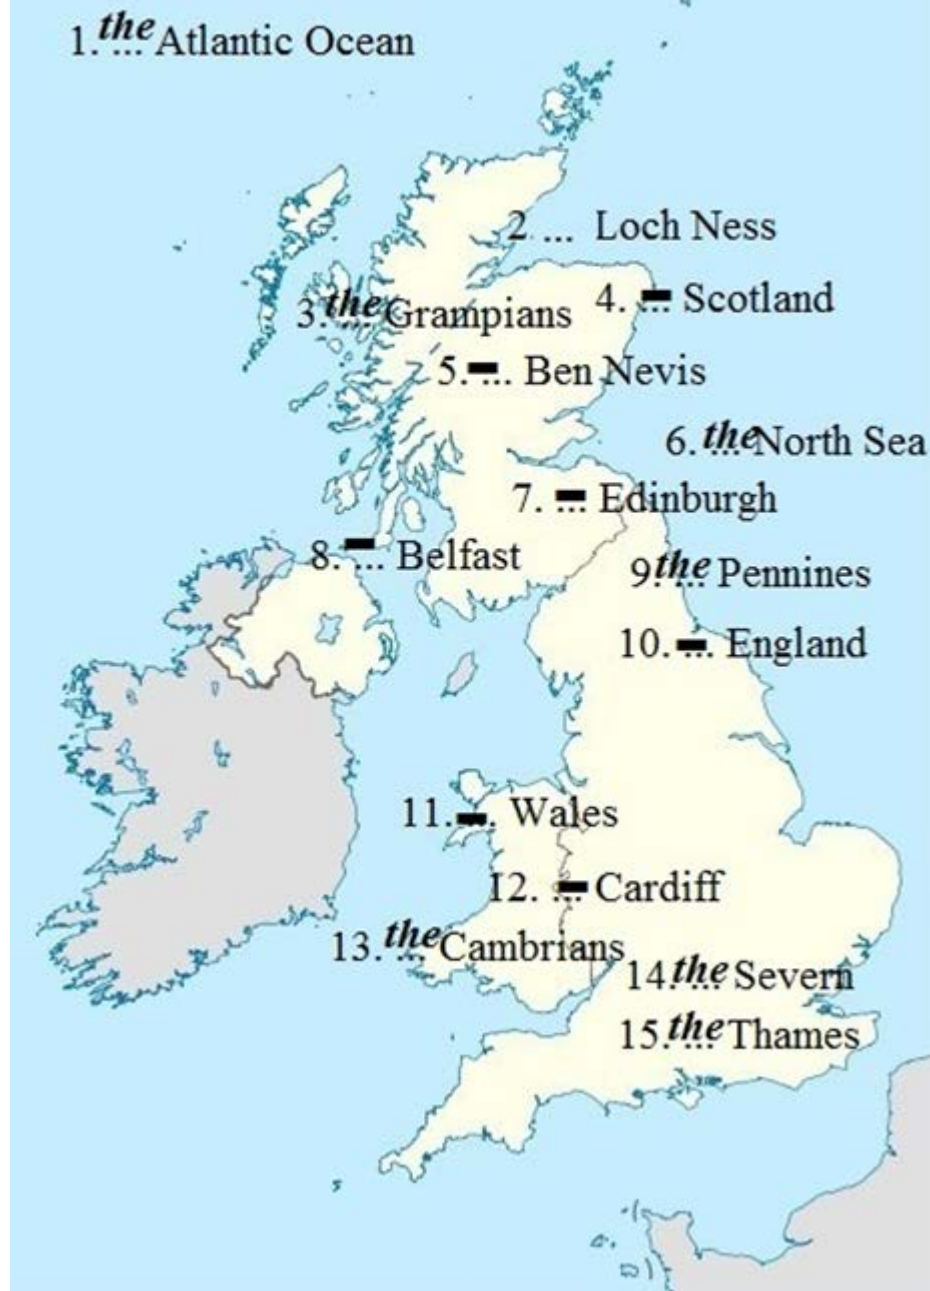 1. the ... Atlantic Ocean
2 ... Loch Ness
4. – ... Scotland
3. the ... Grampians
5. – ... Ben Nevis
6. the ... North Sea
7. – ... Edinburgh
8. – ... Belfast
9. the ... Pennines
10. – ... England
11. – ... Wales
12. – ... Cardiff
13. the ... Cambrians
14. the ... Severn
15. the ... Thames